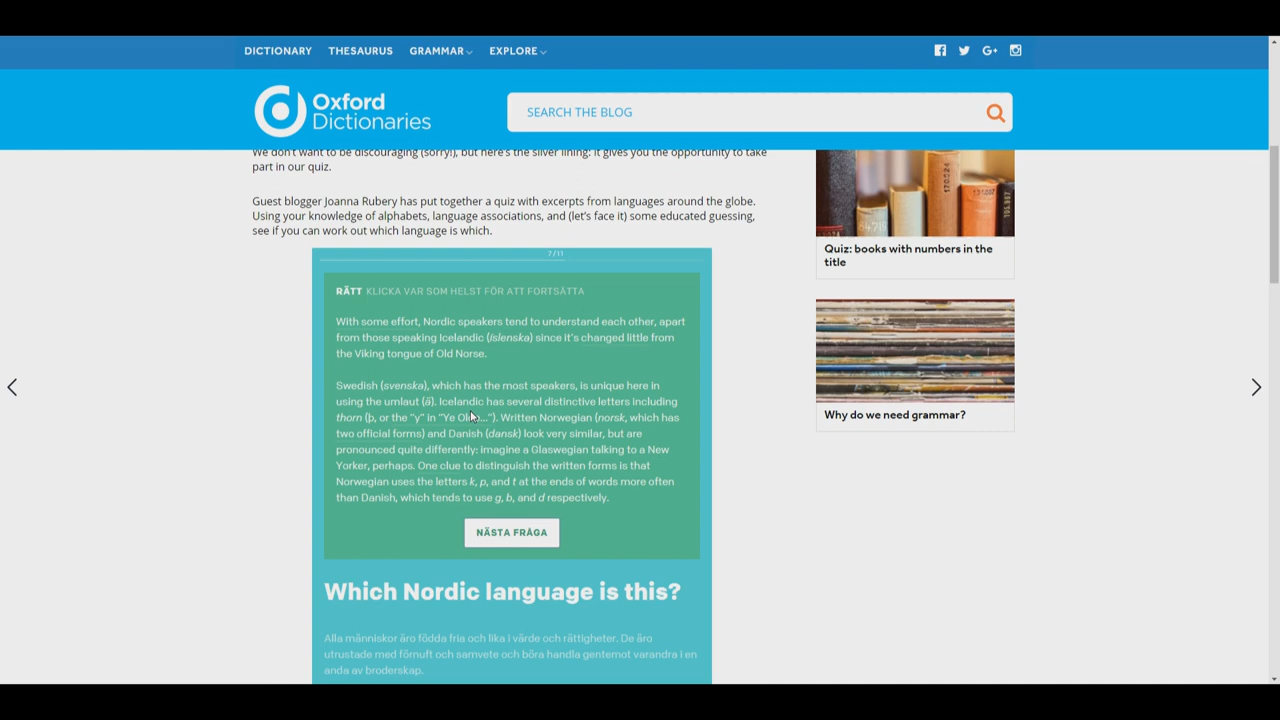 DICTIONARY THESAURUS GRAMMAR EXPLORE
Oxford
Dictionaries
SEARCH THE BLOG
We don't want to be discouraging (sorry!), but here's the silver lining: it gives you the opportunity to take
part in our quiz.
Guest blogger Joanna Rubery has put together a quiz with excerpts from languages around the globe.
Using your knowledge of alphabets, language associations, and (let's face it) some educated guessing,
see if you can work out which language is which.
7/11
RÄTT KLICKA VAR SOM HELST FÖR ATT FORTSÄTTA
With some effort, Nordic speakers tend to understand each other, apart
from those speaking Icelandic (íslenska) since it's changed little from
the Viking tongue of Old Norse.
Swedish (svenska), which has the most speakers, is unique here in
using the umlaut (ä). Icelandic has several distinctive letters including
thorn (þ, or the "y" in "Ye ..."). Written Norwegian (norsk, which has
two official forms) and Danish (dansk) look very similar, but are
pronounced quite differently: imagine a Glaswegian talking to a New
Yorker, perhaps. One clue to distinguish the written forms is that
Norwegian uses the letters k, p, and t at the ends of words more often
than Danish, which tends to use g, b, and d respectively.
NÄSTA FRÅGA
Which Nordic language is this?
Alla människor äro födda fria och lika i värde och rättigheter. De äro
utrustade med förnuft och samvete och böra handla gentemot varandra i en
anda av broderskap.
Quiz: books with numbers in the
title
Why do we need grammar?